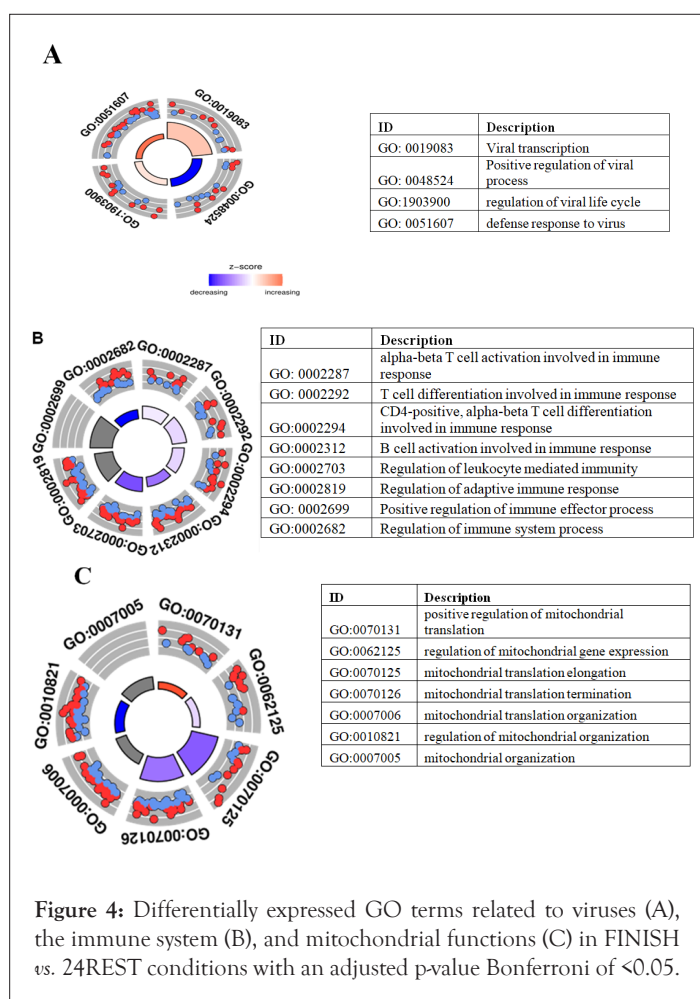 A
GO:0051607
GO:0019083
GO:1903900
GO:0048524
z-score
decreasing increasing
ID Description
GO: 0019083 Viral transcription
GO: 0048524 Positive regulation of viral process
GO:1903900 regulation of viral life cycle
GO: 0051607 defense response to virus
B
GO:0002682
GO:0002287
GO:0002699
GO:0002292
GO:0002819
GO:0002294
GO:0002703
GO:0002312
ID Description
GO: 0002287 alpha-beta T cell activation involved in immune response
GO: 0002292 T cell differentiation involved in immune response
GO:0002294 CD4-positive, alpha-beta T cell differentiation involved in immune response
GO:0002312 B cell activation involved in immune response
GO:0002703 Regulation of leukocyte mediated immunity
GO:0002819 Regulation of adaptive immune response
GO: 0002699 Positive regulation of immune effector process
GO:0002682 Regulation of immune system process
C
GO:0007005
GO:0070131
GO:0010821
GO:0062125
GO:0007006
GO:0070125
GO:0070126
ID Description
GO:0070131 positive regulation of mitochondrial translation
GO:0062125 regulation of mitochondrial gene expression
GO:0070125 mitochondrial translation elongation
GO:0070126 mitochondrial translation termination
GO:0007006 mitochondrial translation organization
GO:0010821 regulation of mitochondrial organization
GO:0007005 mitochondrial organization
Figure 4: Differentially expressed GO terms related to viruses (A),
the immune system (B), and mitochondrial functions (C) in FINISH
vs. 24REST conditions with an adjusted p-value Bonferroni of <0.05.